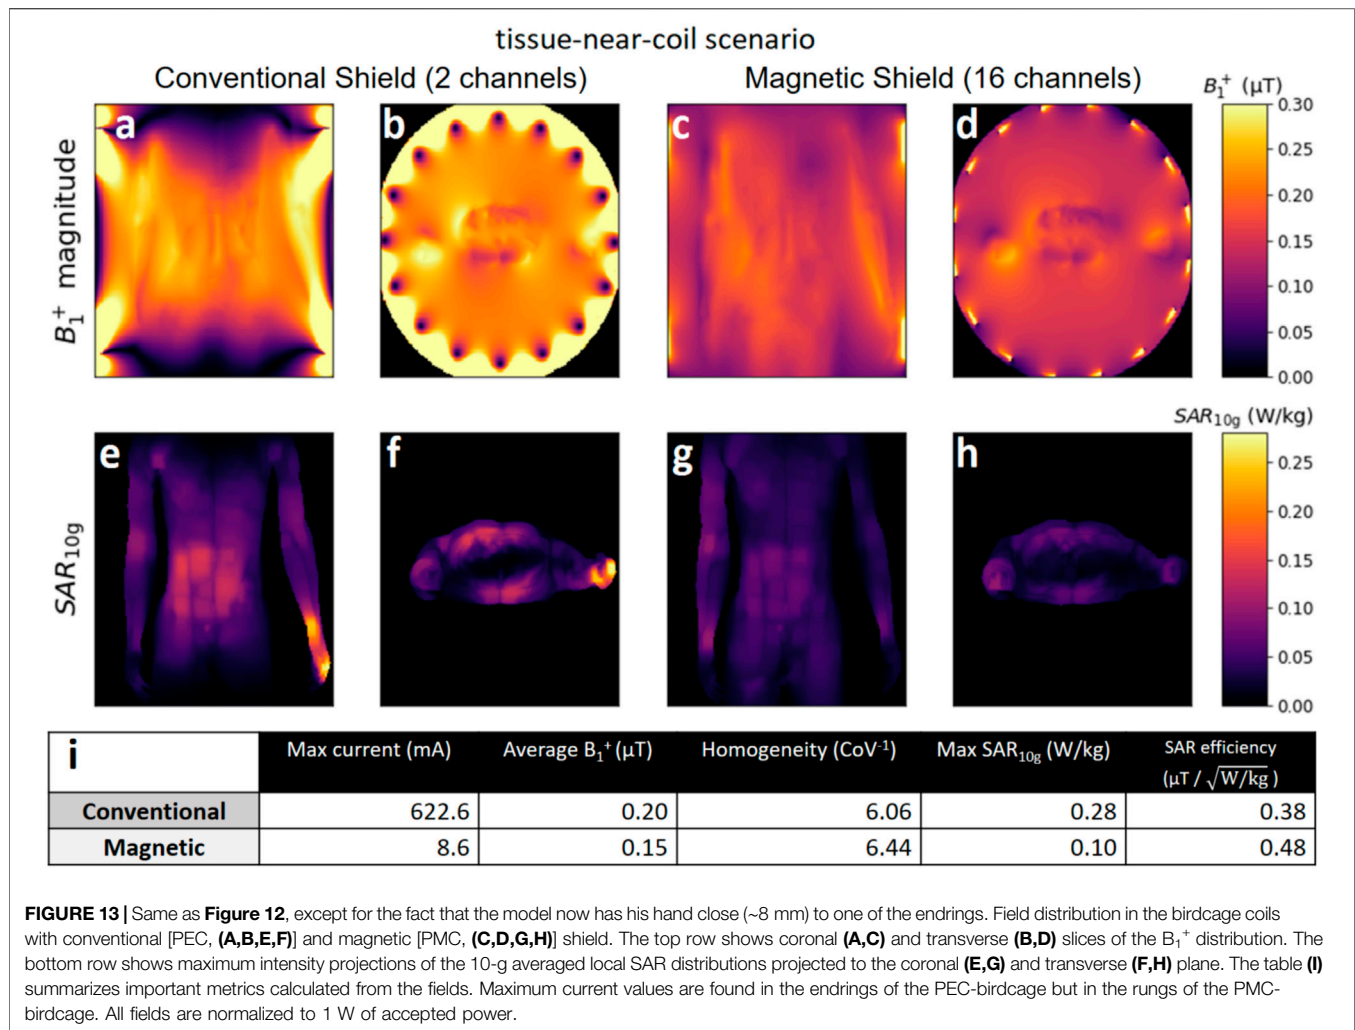 tissue-near-coil scenario
Conventional Shield (2 channels)
Magnetic Shield (16 channels)
B₁⁺ (µT)
B₁⁺ magnitude
a
b
c
d
0.30
0.25
0.20
0.15
0.10
0.05
0.00
SAR₁₀g (W/kg)
SAR₁₀g
e
f
g
h
0.25
0.20
0.15
0.10
0.05
0.00
i Max current (mA) Average B₁⁺ (µT) Homogeneity (CoV⁻¹) Max SAR₁₀g (W/kg) SAR efficiency
(µT / √W/kg )
Conventional 622.6 0.20 6.06 0.28 0.38
Magnetic 8.6 0.15 6.44 0.10 0.48
FIGURE 13 | Same as Figure 12, except for the fact that the model now has his hand close (~8 mm) to one of the endrings. Field distribution in the birdcage coils
with conventional [PEC, (A,B,E,F)] and magnetic [PMC, (C,D,G,H)] shield. The top row shows coronal (A,C) and transverse (B,D) slices of the B₁⁺ distribution. The
bottom row shows maximum intensity projections of the 10-g averaged local SAR distributions projected to the coronal (E,G) and transverse (F,H) plane. The table (I)
summarizes important metrics calculated from the fields. Maximum current values are found in the endrings of the PEC-birdcage but in the rungs of the PMC-
birdcage. All fields are normalized to 1 W of accepted power.